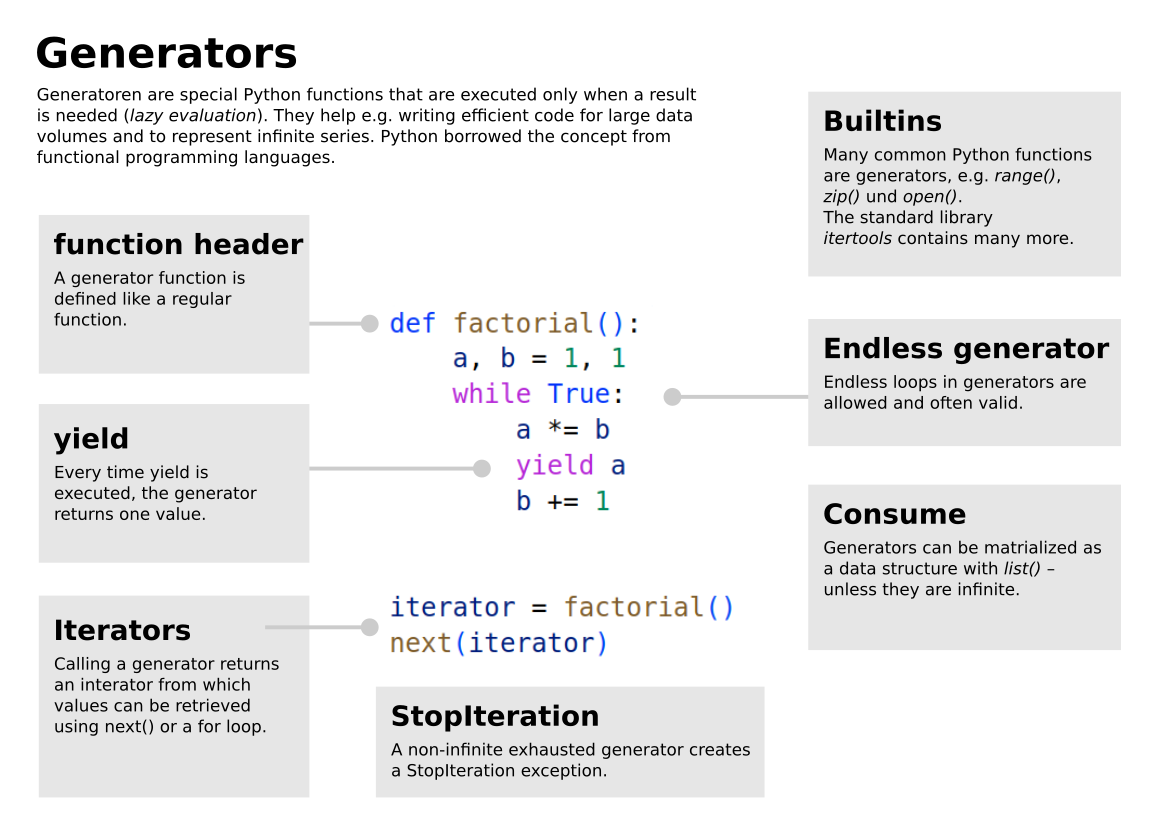 Generators
Generatoren are special Python functions that are executed only when a result
is needed (lazy evaluation). They help e.g. writing efficient code for large data
volumes and to represent infinite series. Python borrowed the concept from
functional programming languages.
Builtins
Many common Python functions
are generators, e.g. range(),
zip() und open().
The standard library
itertools contains many more.
function header
A generator function is
defined like a regular
function.
def factorial():
    a, b = 1, 1
    while True:
        a *= b
        yield a
        b += 1
Endless generator
Endless loops in generators are
allowed and often valid.
yield
Every time yield is
executed, the generator
returns one value.
Consume
Generators can be matrialized as
a data structure with list() –
unless they are infinite.
Iterators
Calling a generator returns
an interator from which
values can be retrieved
using next() or a for loop.
iterator = factorial()
next(iterator)
StopIteration
A non-infinite exhausted generator creates
a StopIteration exception.